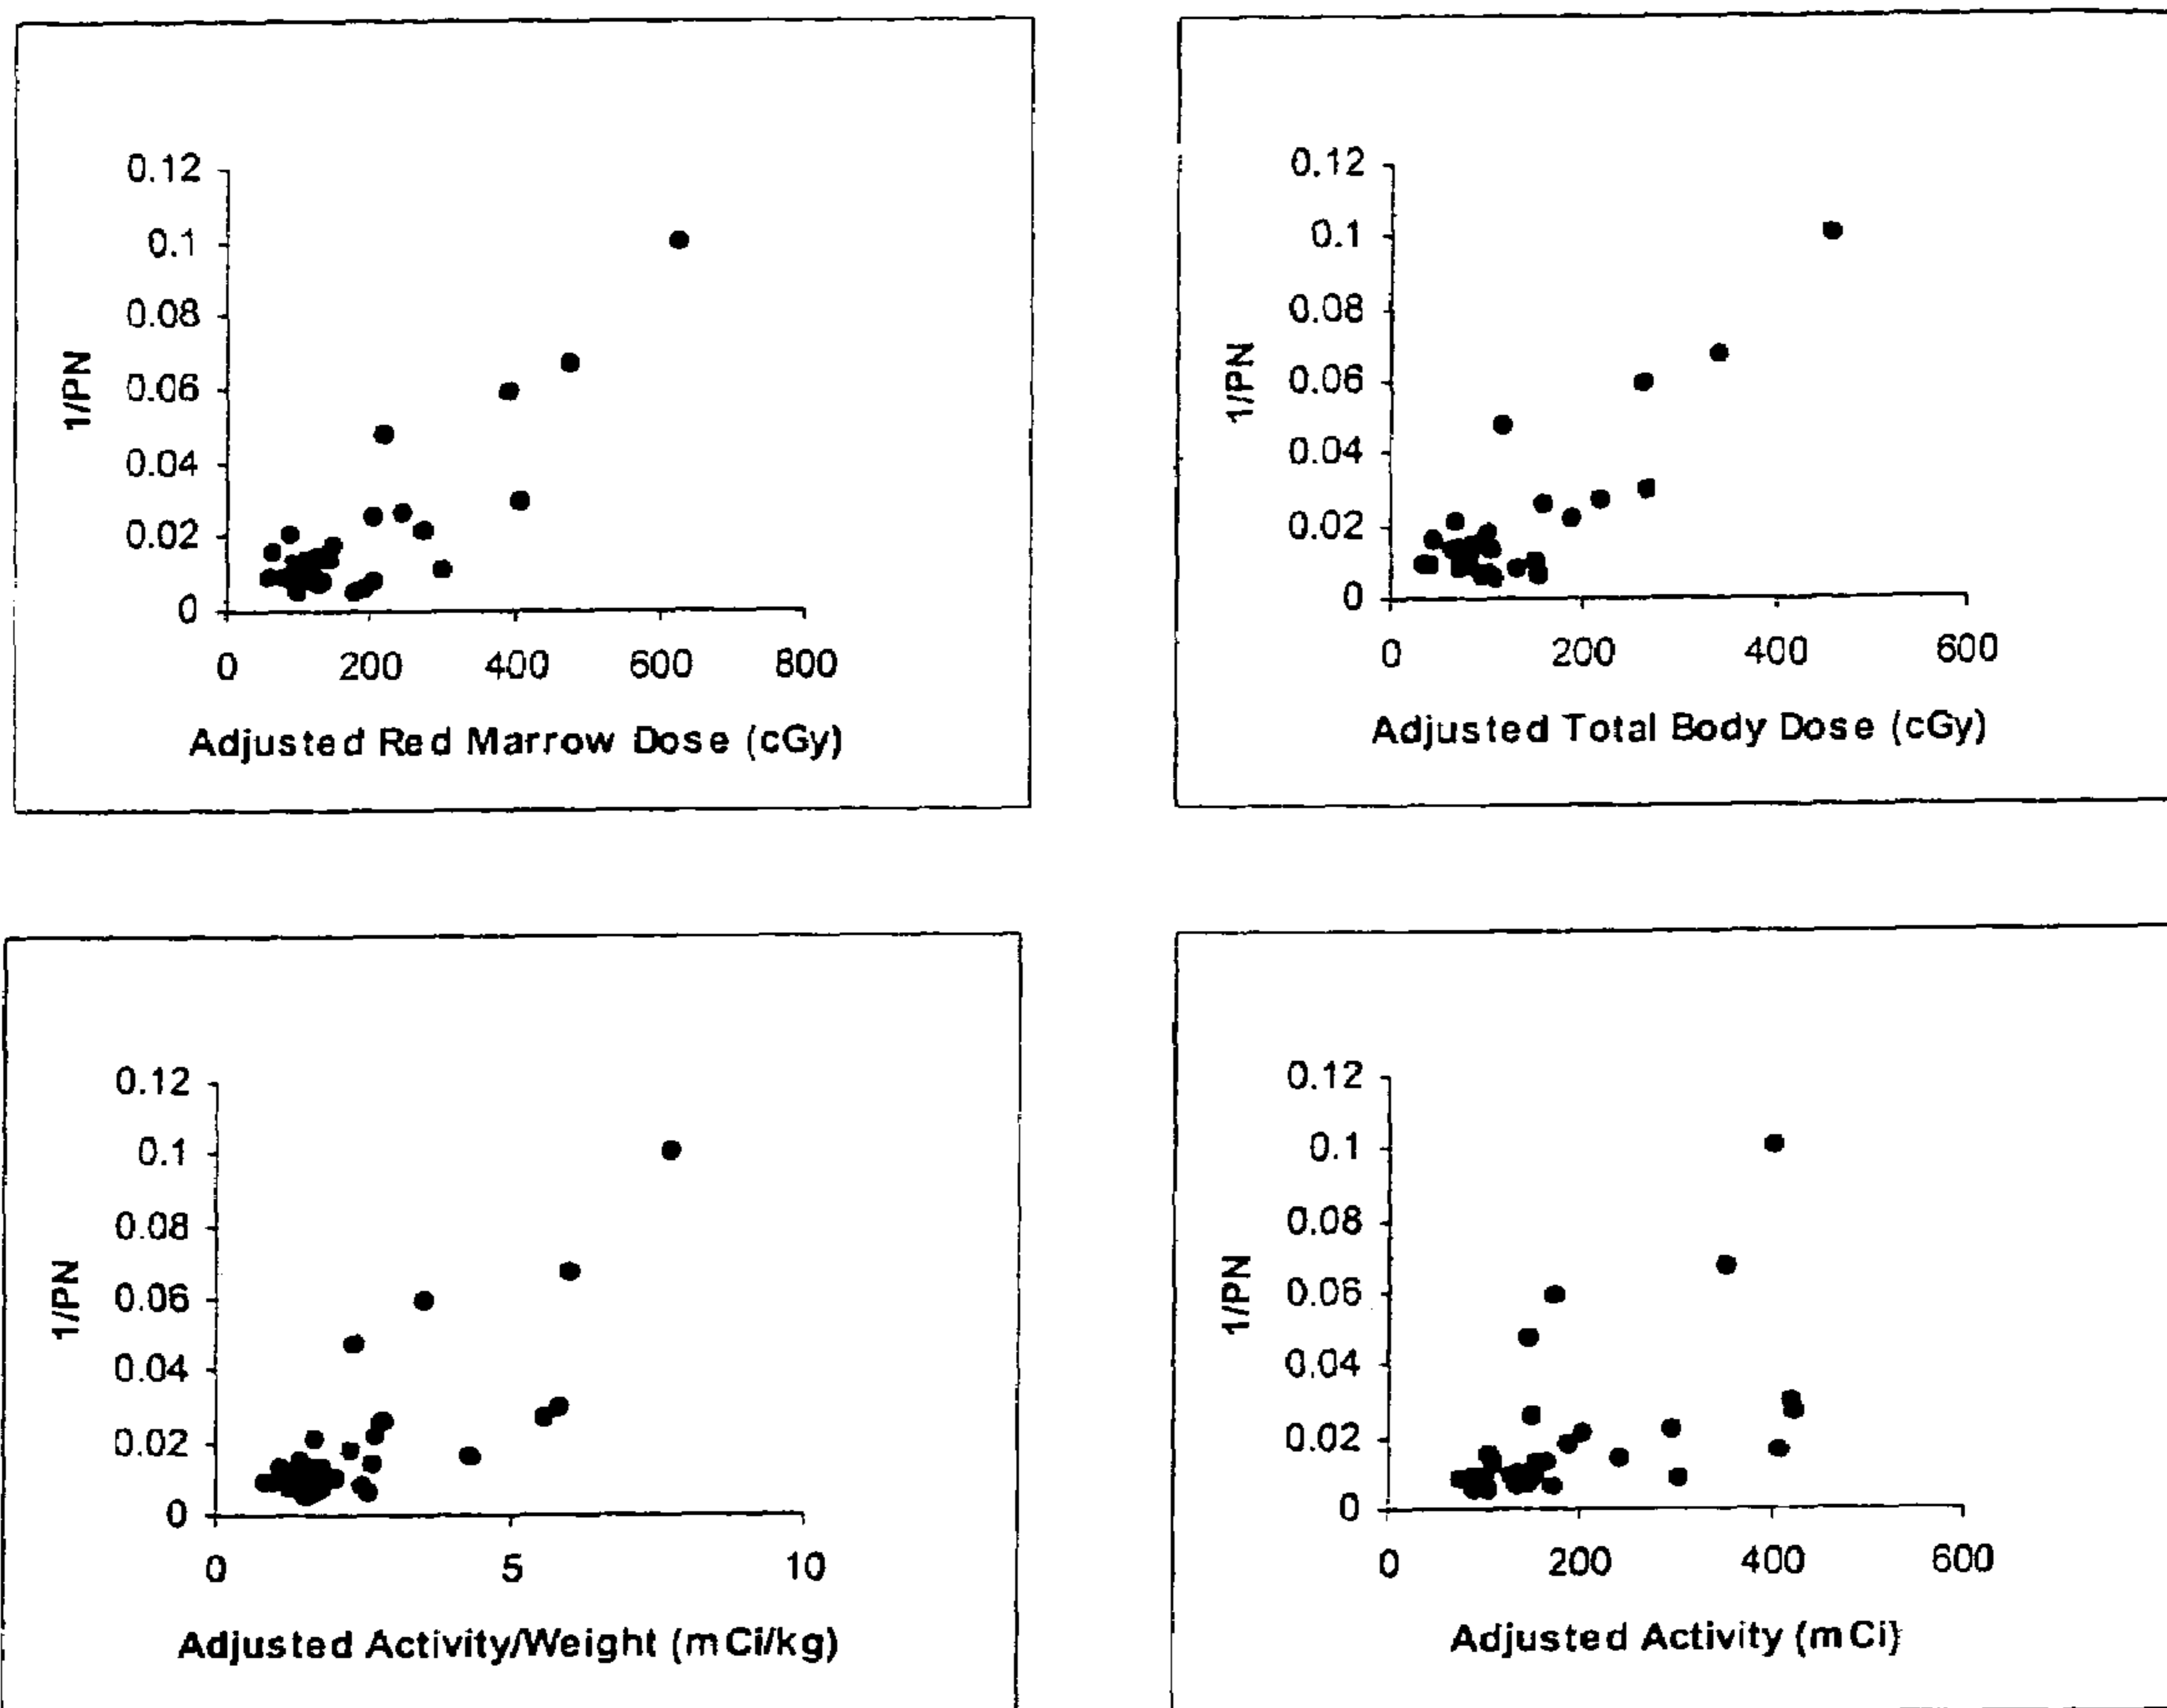 0.12
0.1
0.08
0.06
0.04
0.02
0
1/PN
0 200 400 600 800
Adjusted Red Marrow Dose (cGy)
0.12
0.1
0.08
0.06
0.04
0.02
0
1/PN
0 200 400 600
Adjusted Total Body Dose (cGy)
0.12
0.1
0.08
0.06
0.04
0.02
0
1/PN
0 5 10
Adjusted Activity/Weight (mCi/kg)
0.12
0.1
0.08
0.06
0.04
0.02
0
1/PN
0 200 400 600
Adjusted Activity (mCi)